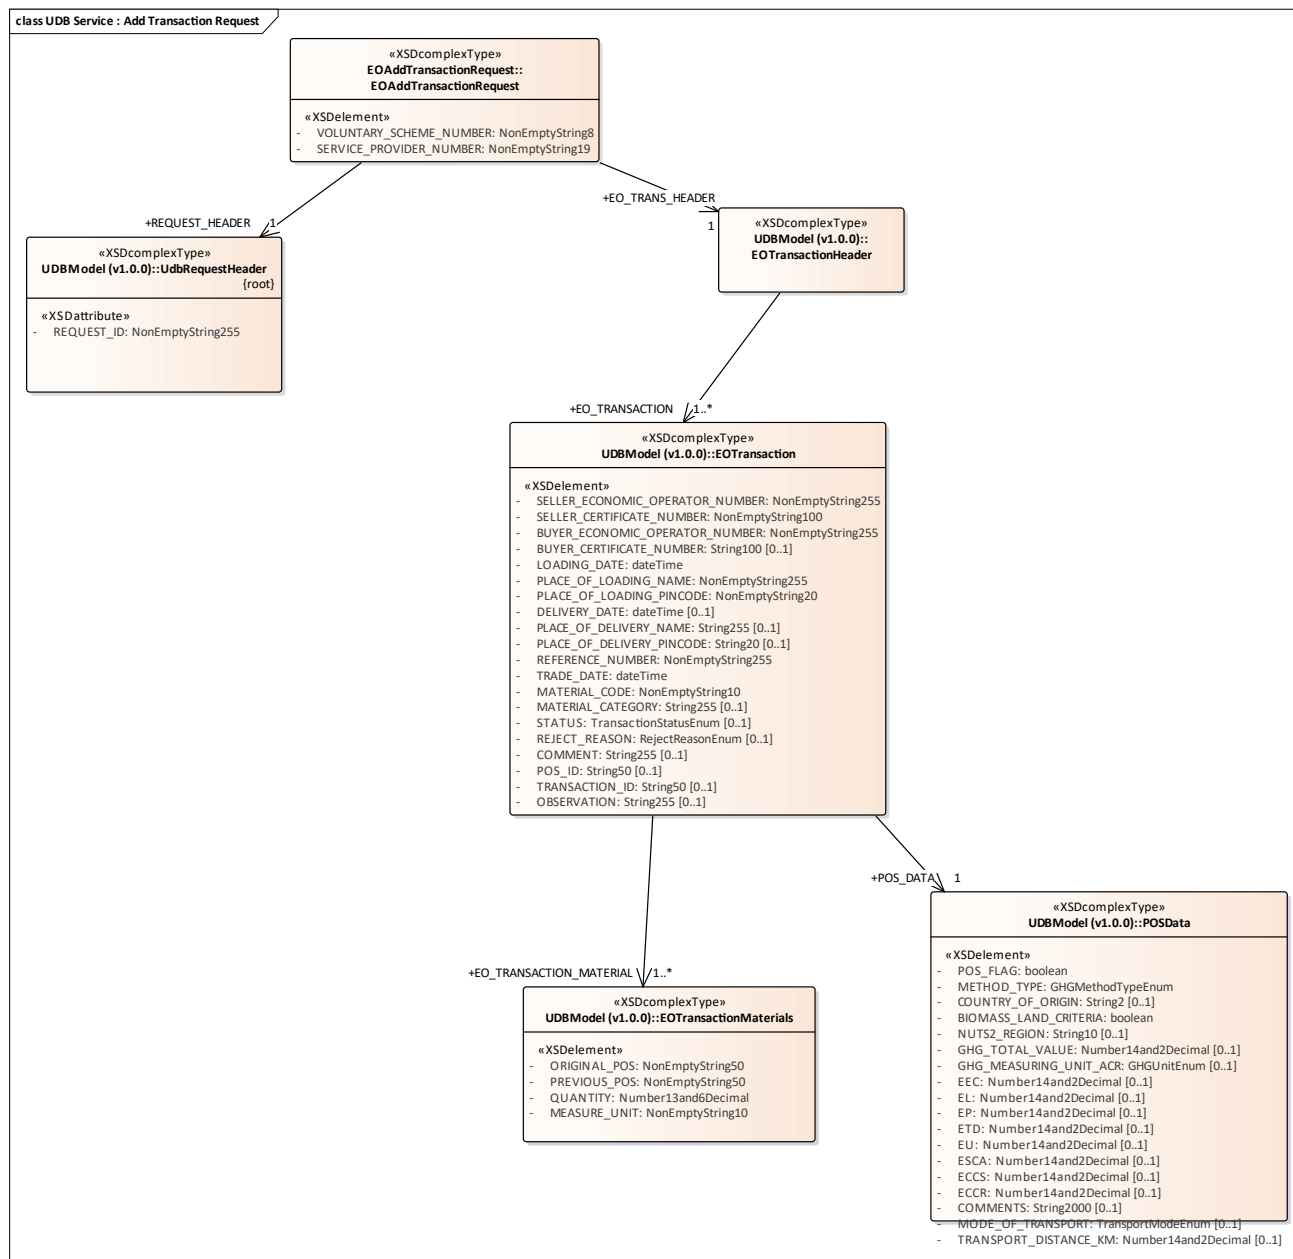 class UDB Service : Add Transaction Request
«XSDcomplexType»
EOAddTransactionRequest::
EOAddTransactionRequest
«XSDelement»
- VOLUNTARY_SCHEME_NUMBER: NonEmptyString8
- SERVICE_PROVIDER_NUMBER: NonEmptyString19
+EO_TRANS_HEADER
1
+REQUEST_HEADER 1
«XSDcomplexType»
UDBModel (v1.0.0)::
EOTransactionHeader
«XSDcomplexType»
UDBModel (v1.0.0)::UdbRequestHeader
{root}
«XSDattribute»
- REQUEST_ID: NonEmptyString255
+EO_TRANSACTION 1..*
«XSDcomplexType»
UDBModel (v1.0.0)::EOTransaction
«XSDelement»
- SELLER_ECONOMIC_OPERATOR_NUMBER: NonEmptyString255
- SELLER_CERTIFICATE_NUMBER: NonEmptyString100
- BUYER_ECONOMIC_OPERATOR_NUMBER: NonEmptyString255
- BUYER_CERTIFICATE_NUMBER: String100 [0..1]
- LOADING_DATE: dateTime
- PLACE_OF_LOADING_NAME: NonEmptyString255
- PLACE_OF_LOADING_PINCODE: NonEmptyString20
- DELIVERY_DATE: dateTime [0..1]
- PLACE_OF_DELIVERY_NAME: String255 [0..1]
- PLACE_OF_DELIVERY_PINCODE: String20 [0..1]
- REFERENCE_NUMBER: NonEmptyString255
- TRADE_DATE: dateTime
- MATERIAL_CODE: NonEmptyString10
- MATERIAL_CATEGORY: String255 [0..1]
- STATUS: TransactionStatusEnum [0..1]
- REJECT_REASON: RejectReasonEnum [0..1]
- COMMENT: String255 [0..1]
- POS_ID: String50 [0..1]
- TRANSACTION_ID: String50 [0..1]
- OBSERVATION: String255 [0..1]
+POS_DATA 1
«XSDcomplexType»
UDBModel (v1.0.0)::POSData
«XSDelement»
- POS_FLAG: boolean
- METHOD_TYPE: GHGMethodTypeEnum
- COUNTRY_OF_ORIGIN: String2 [0..1]
- BIOMASS_LAND_CRITERIA: boolean
- NUTS2_REGION: String10 [0..1]
- GHG_TOTAL_VALUE: Number14and2Decimal [0..1]
- GHG_MEASURING_UNIT_ACR: GHGUnitEnum [0..1]
- EEC: Number14and2Decimal [0..1]
- EL: Number14and2Decimal [0..1]
- EP: Number14and2Decimal [0..1]
- ETD: Number14and2Decimal [0..1]
- EU: Number14and2Decimal [0..1]
- ESCA: Number14and2Decimal [0..1]
- ECCS: Number14and2Decimal [0..1]
- ECCR: Number14and2Decimal [0..1]
- COMMENTS: String2000 [0..1]
- MODE_OF_TRANSPORT: TransportModeEnum [0..1]
- TRANSPORT_DISTANCE_KM: Number14and2Decimal [0..1]
+EO_TRANSACTION_MATERIAL 1..*
«XSDcomplexType»
UDBModel (v1.0.0)::EOTransactionMaterials
«XSDelement»
- ORIGINAL_POS: NonEmptyString50
- PREVIOUS_POS: NonEmptyString50
- QUANTITY: Number13and6Decimal
- MEASURE_UNIT: NonEmptyString10